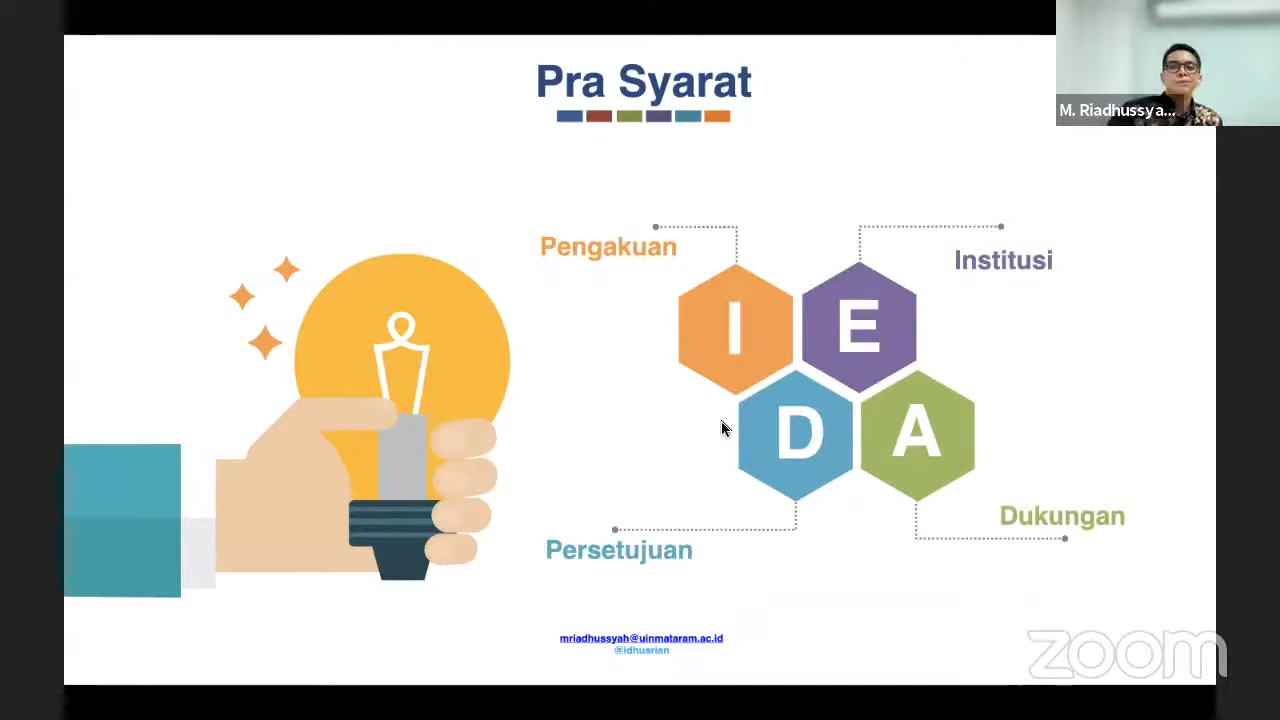 Pra Syarat
M. Riadhussya...
Pengakuan
Institusi
I
E
D
A
Dukungan
Persetujuan
mriadhussyah@uinmataram.ac.id
@idhusrian
zoom